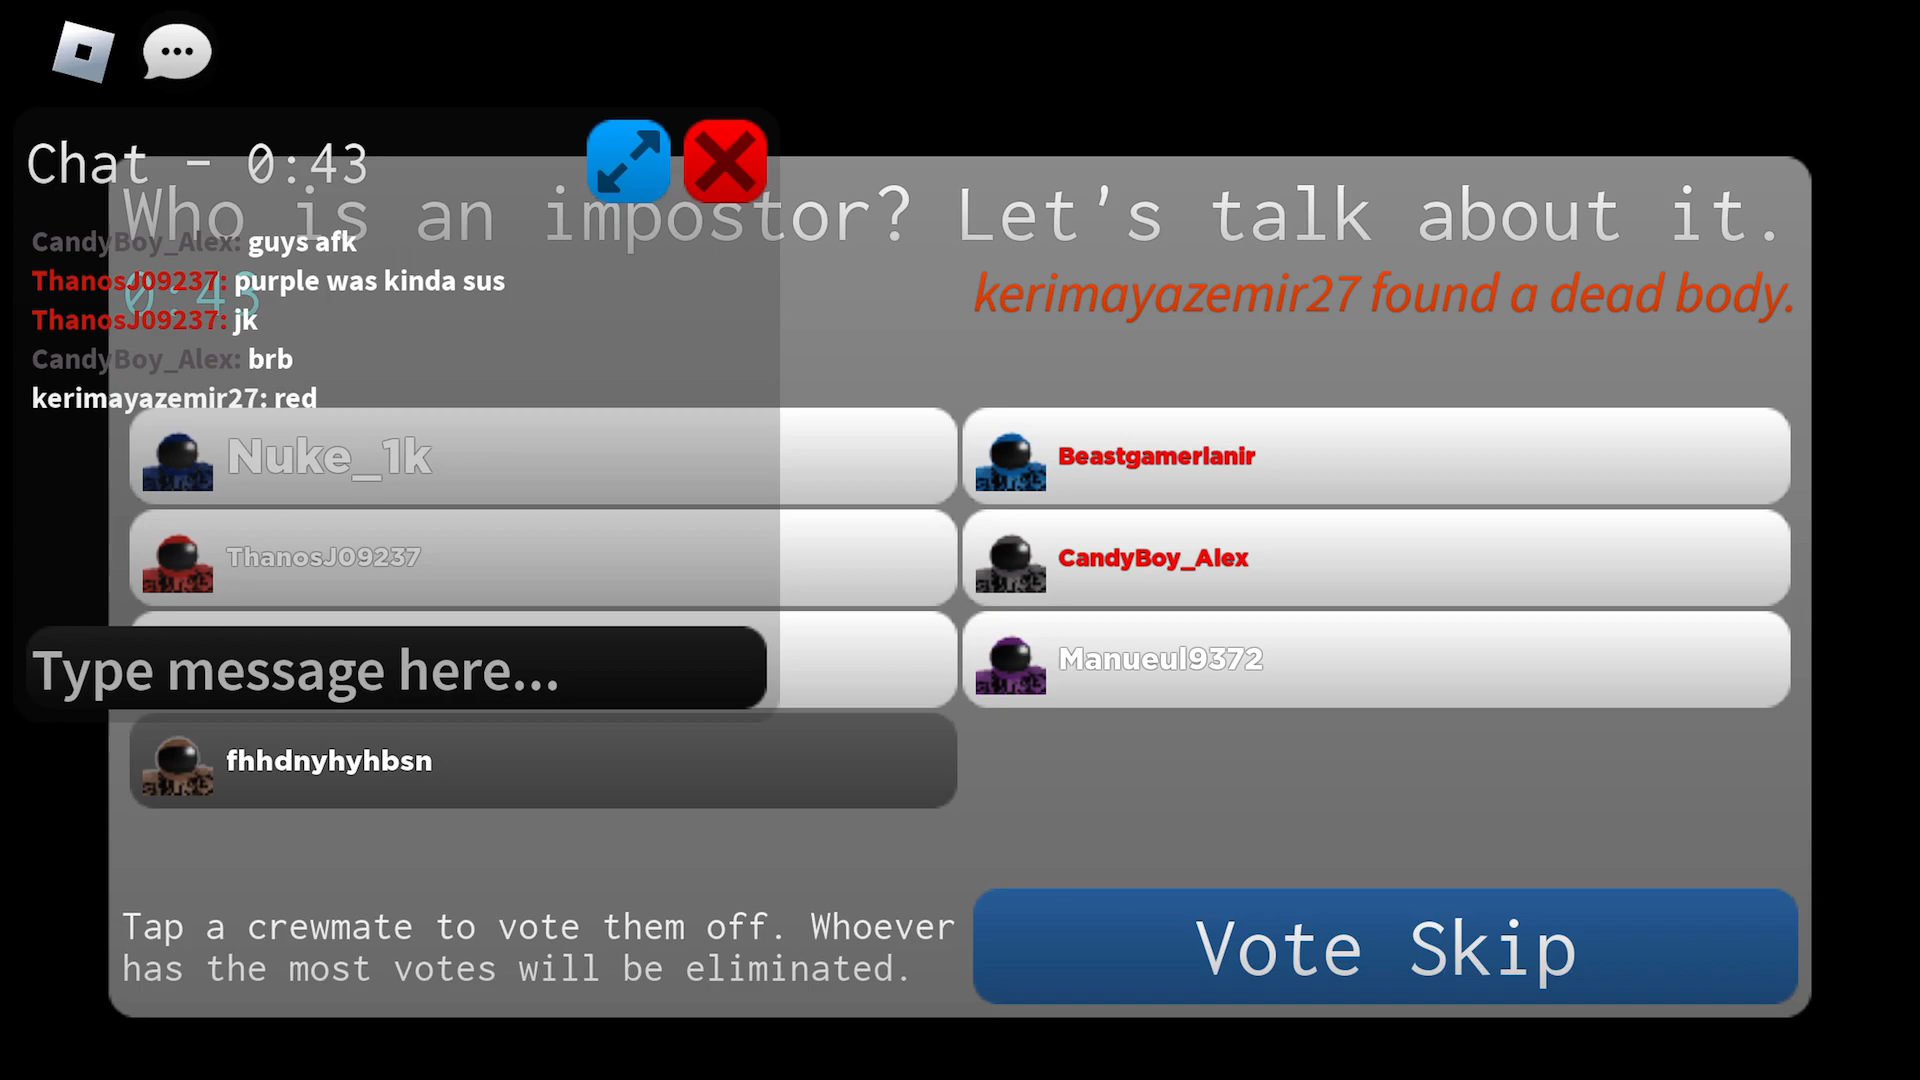 Chat - 0:43
Who is an impostor? Let's talk about it.
0:43
kerimayazemir27 found a dead body.
CandyBoy_Alex: guys afk
ThanosJ09237: purple was kinda sus
ThanosJ09237: jk
CandyBoy_Alex: brb
kerimayazemir27: red
Nuke_1k
Beastgamerlanir
ThanosJ09237
CandyBoy_Alex
Type message here...
Manueul9372
fhhdnyhyhbsn
Tap a crewmate to vote them off. Whoever
has the most votes will be eliminated.
Vote Skip